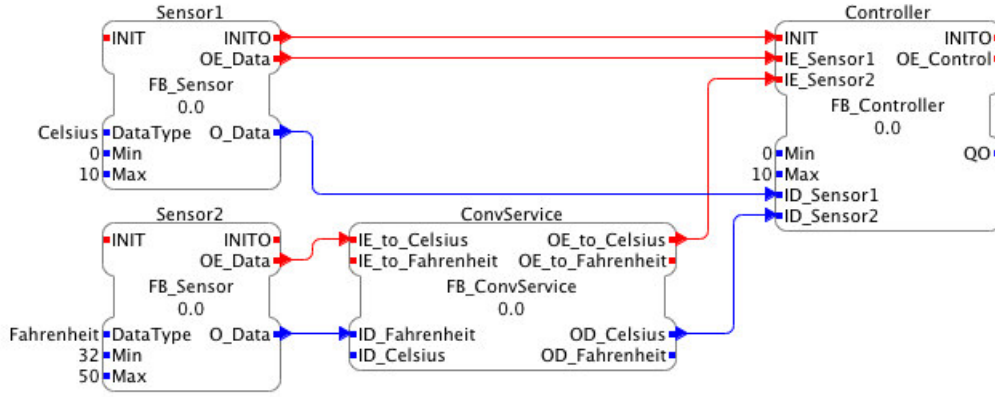 Sensor1
INIT INITO
OE_Data
FB_Sensor
0.0
Celsius DataType O_Data
0 Min
10 Max
Controller
INIT INITO
IE_Sensor1 OE_Control
IE_Sensor2
FB_Controller
0.0
0 Min QO
10 Max
ID_Sensor1
ID_Sensor2
Sensor2
INIT INITO
OE_Data
FB_Sensor
0.0
Fahrenheit DataType O_Data
32 Min
50 Max
ConvService
IE_to_Celsius OE_to_Celsius
IE_to_Fahrenheit OE_to_Fahrenheit
FB_ConvService
0.0
ID_Fahrenheit OD_Celsius
ID_Celsius OD_Fahrenheit